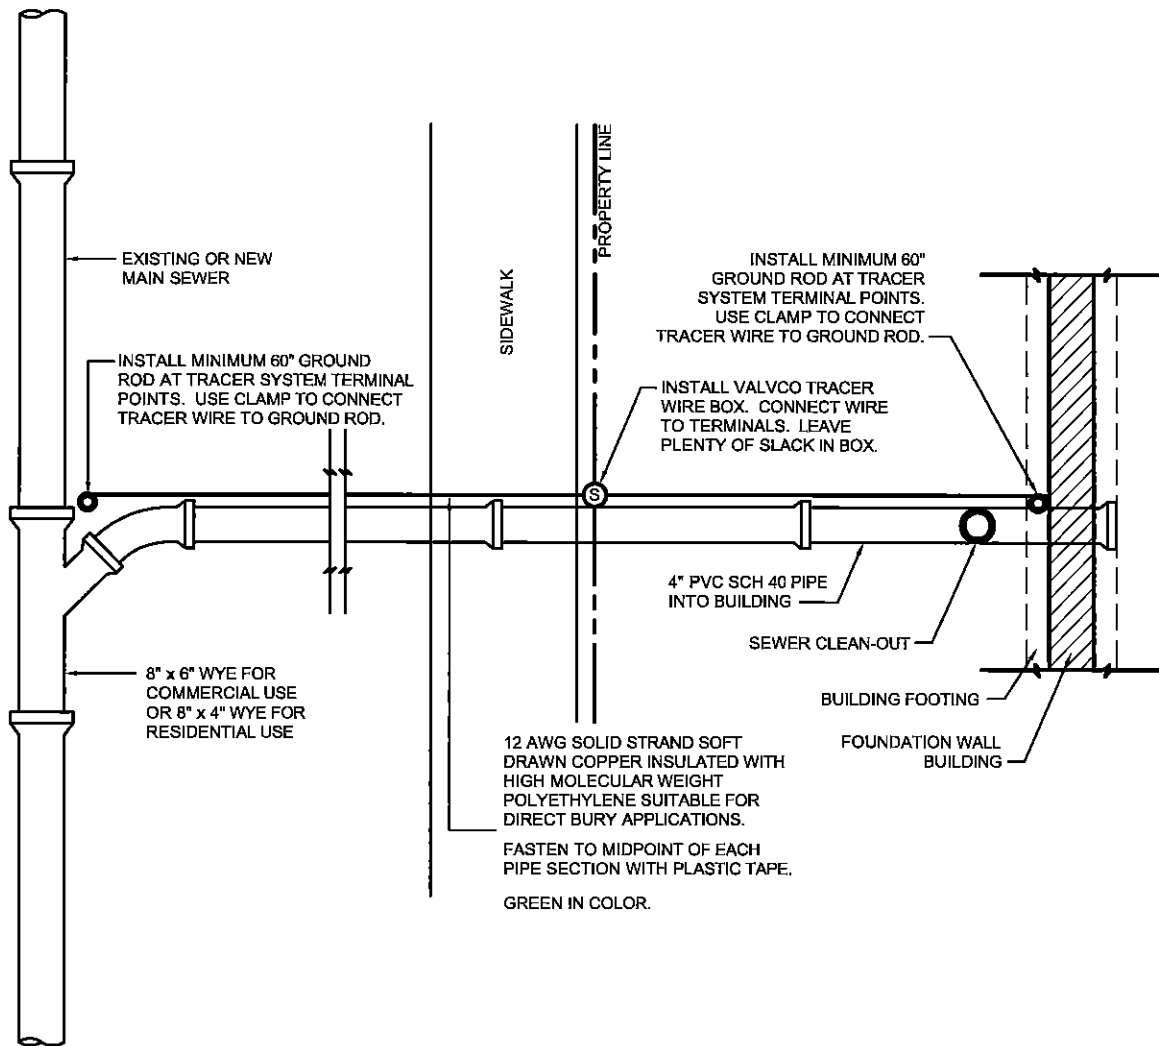 PROPERTY LINE
SIDEWALK
EXISTING OR NEW
MAIN SEWER
INSTALL MINIMUM 60" GROUND
ROD AT TRACER SYSTEM TERMINAL
POINTS. USE CLAMP TO CONNECT
TRACER WIRE TO GROUND ROD.
INSTALL MINIMUM 60"
GROUND ROD AT TRACER
SYSTEM TERMINAL POINTS.
USE CLAMP TO CONNECT
TRACER WIRE TO GROUND ROD.
INSTALL VALVCO TRACER
WIRE BOX. CONNECT WIRE
TO TERMINALS. LEAVE
PLENTY OF SLACK IN BOX.
S
4" PVC SCH 40 PIPE
INTO BUILDING
SEWER CLEAN-OUT
8" x 6" WYE FOR
COMMERCIAL USE
OR 8" x 4" WYE FOR
RESIDENTIAL USE
BUILDING FOOTING
FOUNDATION WALL
BUILDING
12 AWG SOLID STRAND SOFT
DRAWN COPPER INSULATED WITH
HIGH MOLECULAR WEIGHT
POLYETHYLENE SUITABLE FOR
DIRECT BURY APPLICATIONS.
FASTEN TO MIDPOINT OF EACH
PIPE SECTION WITH PLASTIC TAPE.
GREEN IN COLOR.